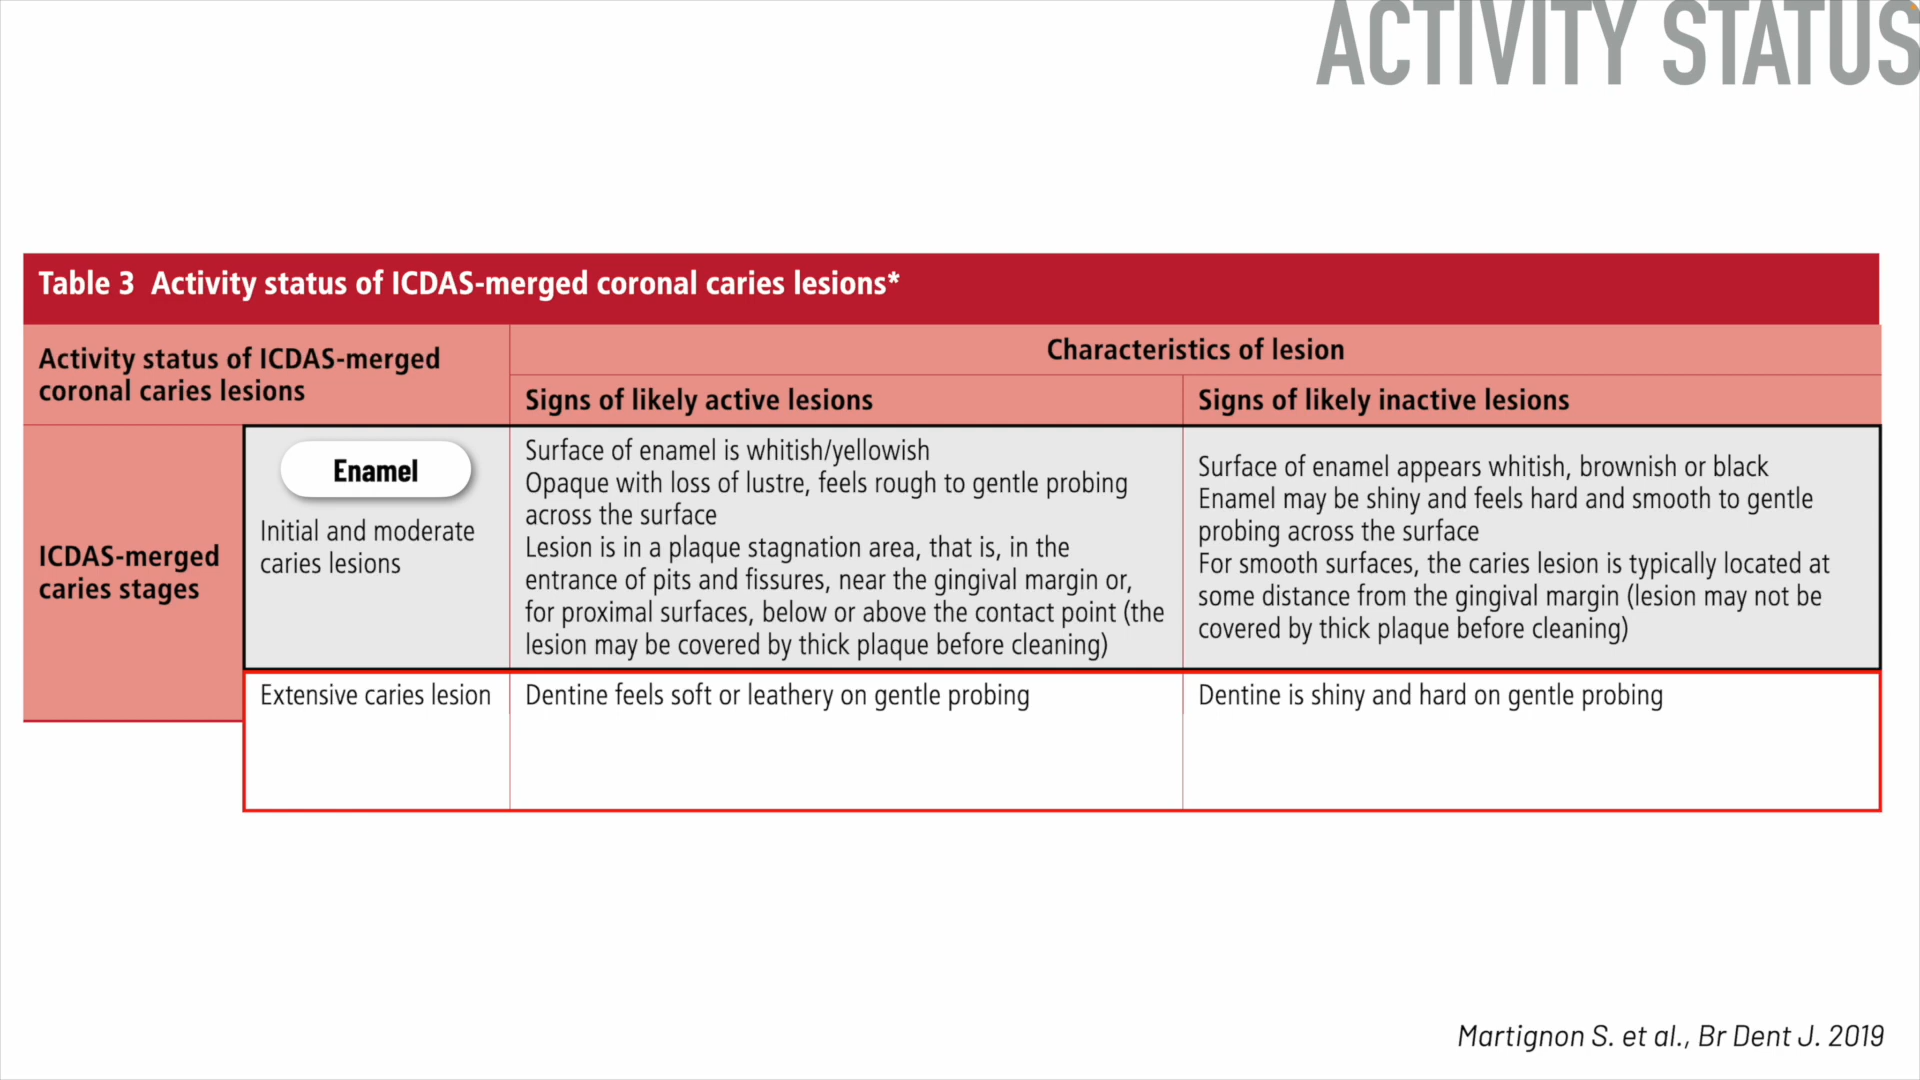 ACTIVITY STATUS
Table 3 Activity status of ICDAS-merged coronal caries lesions*
Activity status of ICDAS-merged
coronal caries lesions
Characteristics of lesion
Signs of likely active lesions
Signs of likely inactive lesions
ICDAS-merged
caries stages
Enamel
Initial and moderate
caries lesions
Surface of enamel is whitish/yellowish
Opaque with loss of lustre, feels rough to gentle probing
across the surface
Lesion is in a plaque stagnation area, that is, in the
entrance of pits and fissures, near the gingival margin or,
for proximal surfaces, below or above the contact point (the
lesion may be covered by thick plaque before cleaning)
Surface of enamel appears whitish, brownish or black
Enamel may be shiny and feels hard and smooth to gentle
probing across the surface
For smooth surfaces, the caries lesion is typically located at
some distance from the gingival margin (lesion may not be
covered by thick plaque before cleaning)
Extensive caries lesion
Dentine feels soft or leathery on gentle probing
Dentine is shiny and hard on gentle probing
Martignon S. et al., Br Dent J. 2019